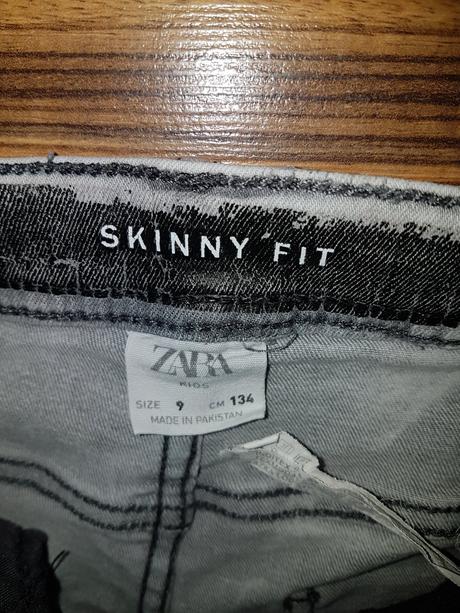 SKINNY FIT
ZARA
KIDS
SIZE 9 CM 134
MADE IN PAKISTAN